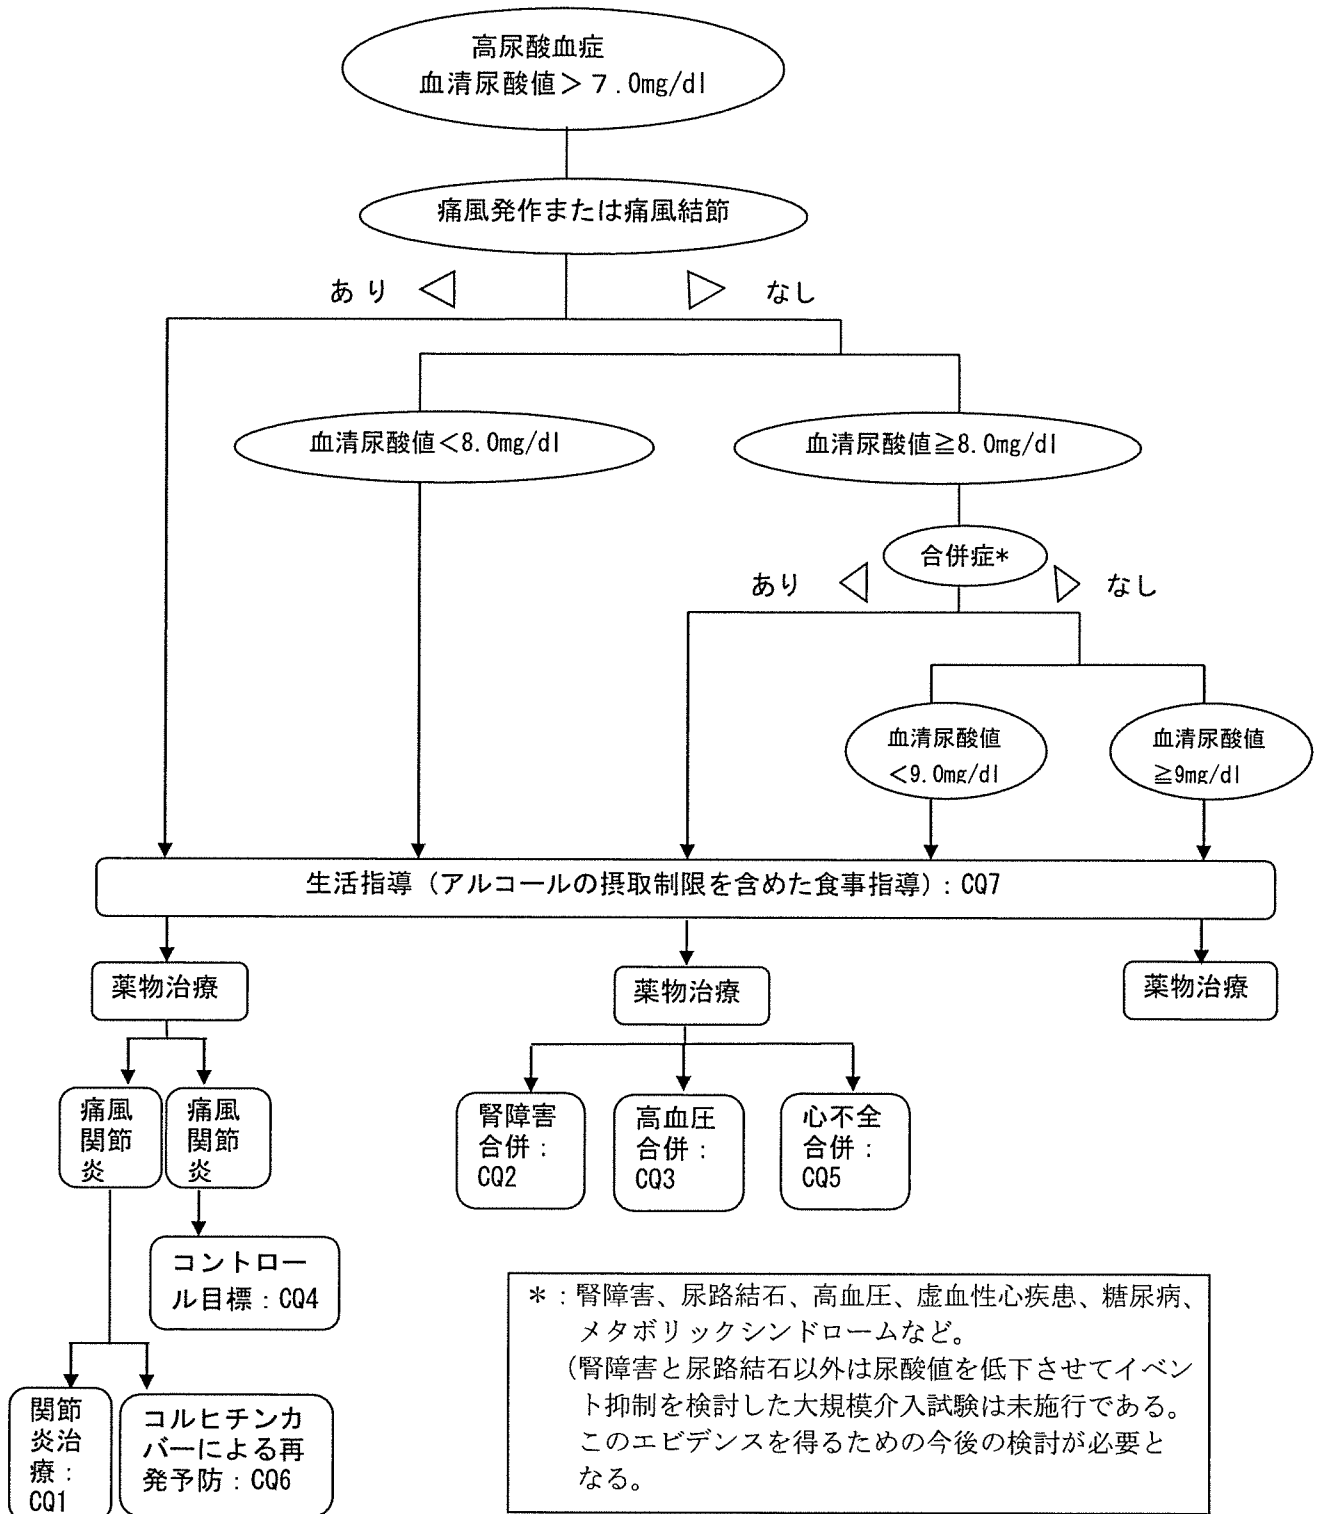 高尿酸血症
血清尿酸値＞７.0mg/dl
痛風発作または痛風結節
あり
なし
血清尿酸値＜8.0mg/dl
血清尿酸値≧8.0mg/dl
合併症*
あり
なし
血清尿酸値
＜9.0mg/dl
血清尿酸値
≧9mg/dl
生活指導（アルコールの摂取制限を含めた食事指導）：CQ7
薬物治療
薬物治療
薬物治療
痛風
関節
炎
痛風
関節
炎
腎障害
合併：
CQ2
高血圧
合併：
CQ3
心不全
合併：
CQ5
コントロー
ル目標：CQ4
関節
炎治
療：
CQ1
コルヒチンカ
バーによる再
発予防：CQ6
＊：腎障害、尿路結石、高血圧、虚血性心疾患、糖尿病、
メタボリックシンドロームなど。
（腎障害と尿路結石以外は尿酸値を低下させてイベン
ト抑制を検討した大規模介入試験は未施行である。
このエビデンスを得るための今後の検討が必要と
なる。